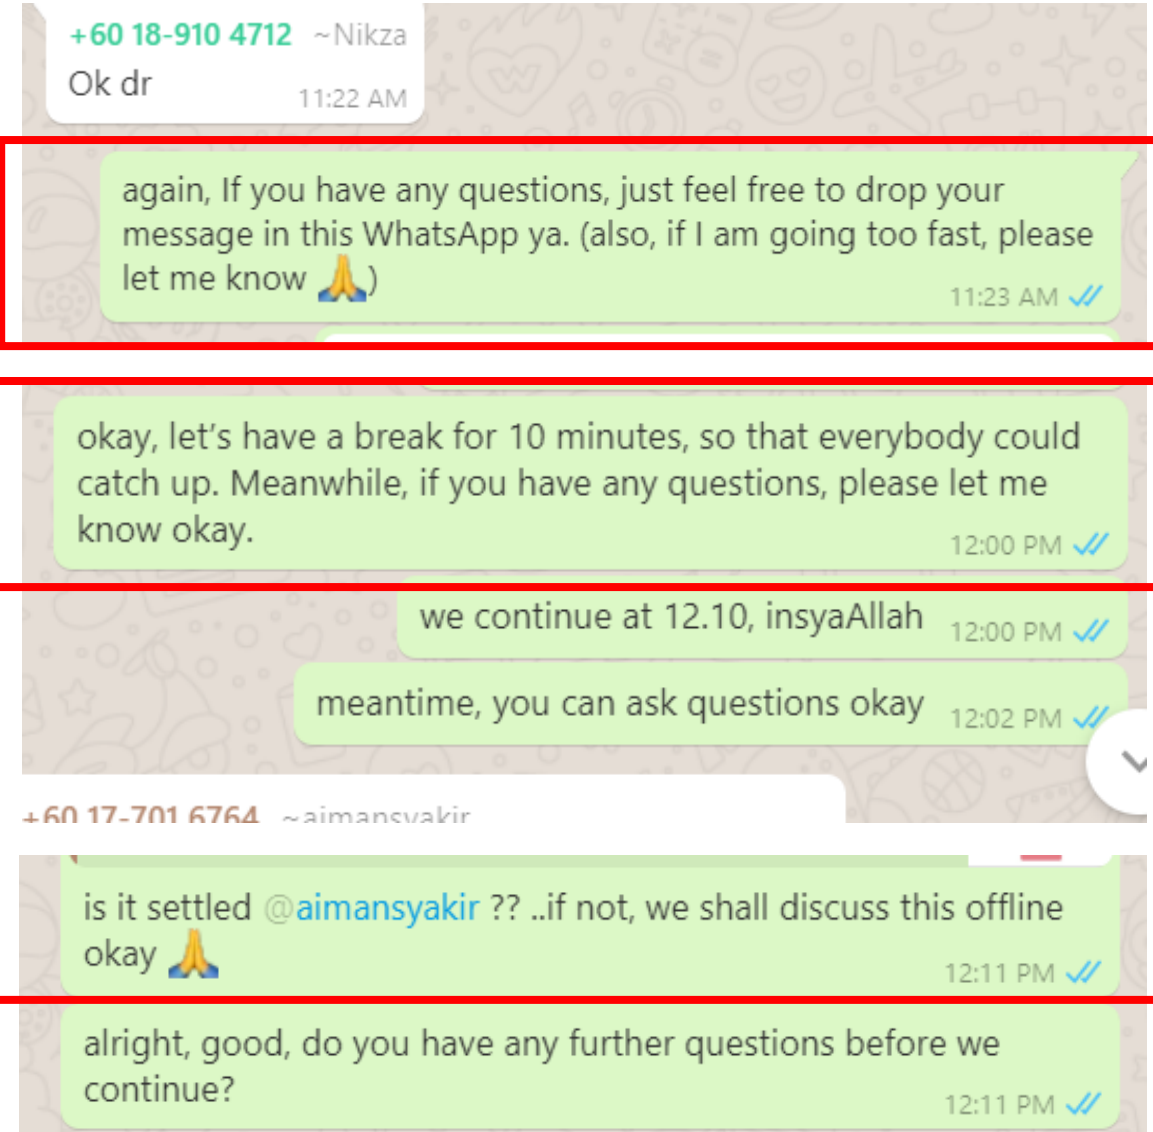 +60 18-910 4712 ~Nikza
Ok dr
11:22 AM
again, If you have any questions, just feel free to drop your
message in this WhatsApp ya. (also, if I am going too fast, please
let me know 🙏)
11:23 AM
okay, let's have a break for 10 minutes, so that everybody could
catch up. Meanwhile, if you have any questions, please let me
know okay.
12:00 PM
we continue at 12.10, insyaAllah 12:00 PM
meantime, you can ask questions okay 12:02 PM
+60 17-701 6764 ~aimansyakir
is it settled @aimansyakir ?? ..if not, we shall discuss this offline
okay 🙏
12:11 PM
alright, good, do you have any further questions before we
continue?
12:11 PM